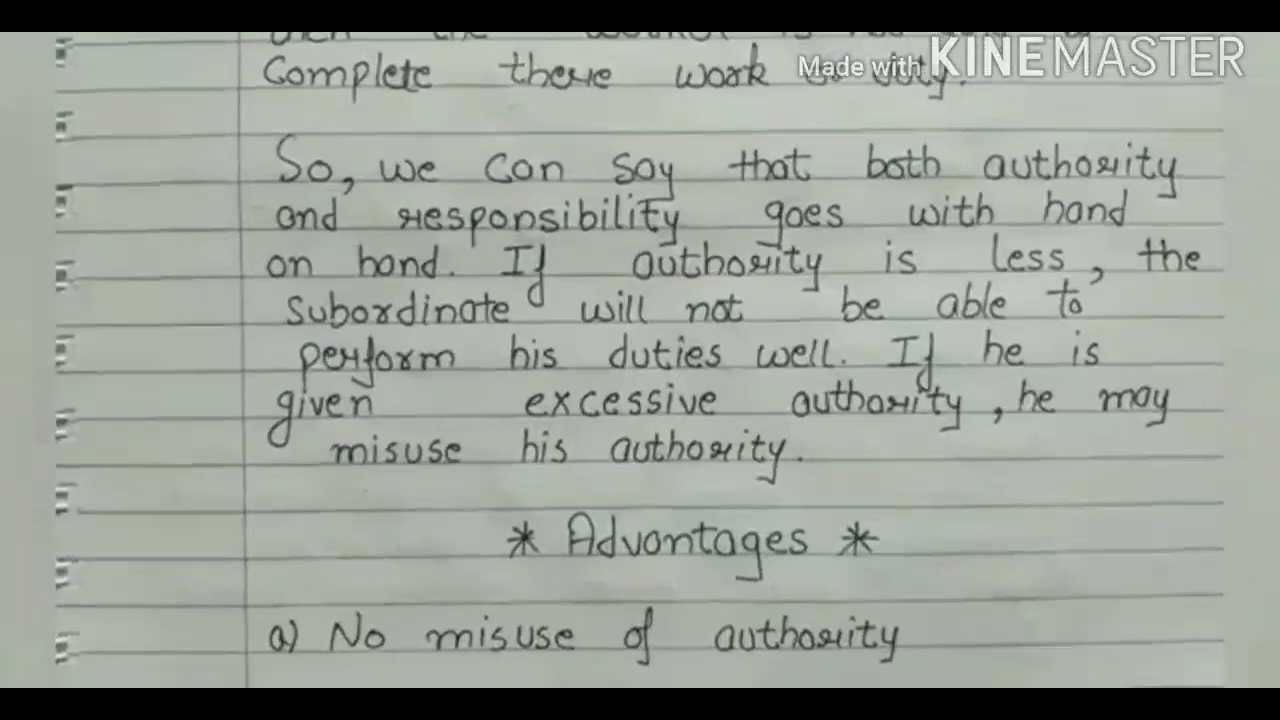 Complete there work
Made with KINEMASTER
So, we can say that both authority
and responsibility goes with hand
on hand. If authority is less, the
subordinate will not be able to
perform his duties well. If he is
given excessive authority, he may
misuse his authority.
* Advantages *
a) No misuse of authority